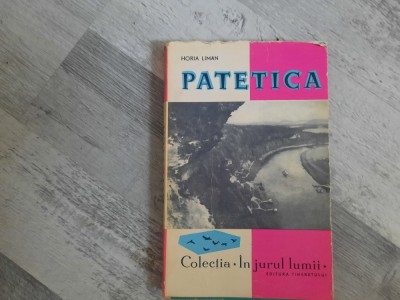 HORIA LIMAN
PATETICA
Colecția • În jurul lumii •
EDITURA TINERETULUI